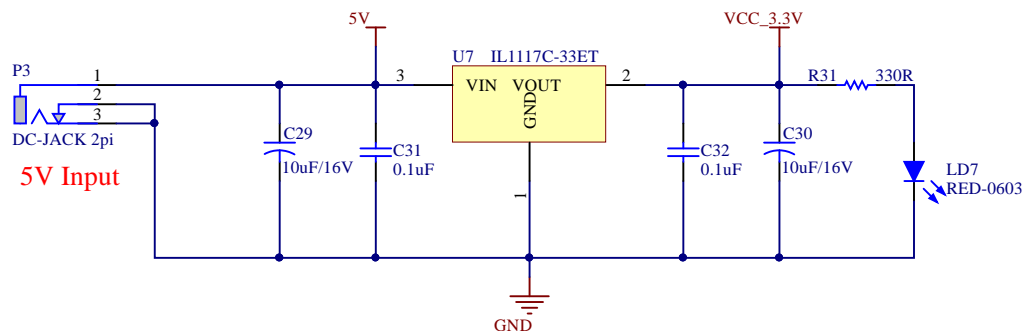 5V
VCC_3.3V
U7 IL1117C-33ET
P3
1
3
VIN VOUT
2
R31
330R
GND
2
3
DC-JACK 2pi
C29
10uF/16V
C31
0.1uF
C32
0.1uF
C30
10uF/16V
5V Input
LD7
RED-0603
1
GND